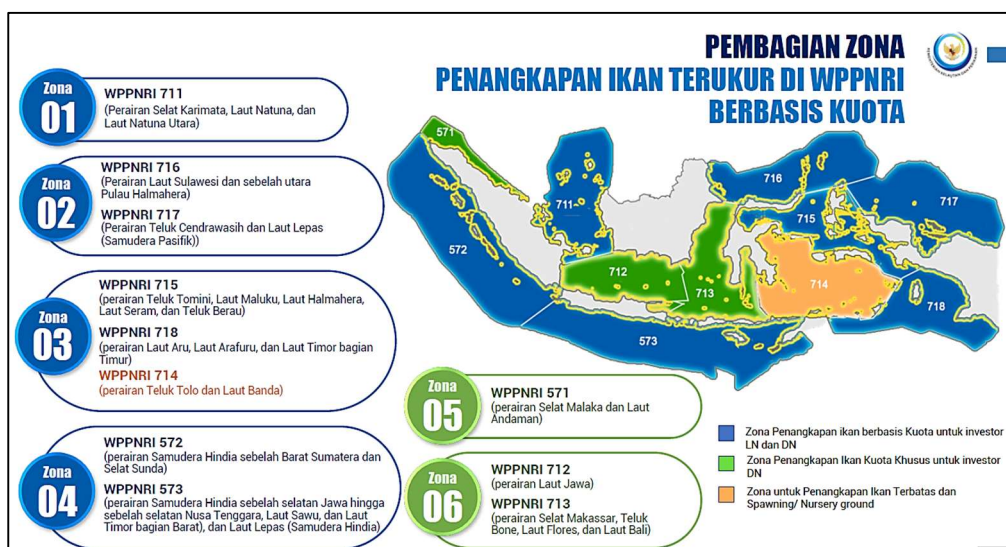 PEMBAGIAN ZONA
PENANGKAPAN IKAN TERUKUR DI WPPNRI
BERBASIS KUOTA
Zona
01
WPPNRI 711
(Perairan Selat Karimata, Laut Natuna, dan
Laut Natuna Utara)
Zona
02
WPPNRI 716
(Perairan Laut Sulawesi dan sebelah utara
Pulau Halmahera)
WPPNRI 717
(Perairan Teluk Cendrawasih dan Laut Lepas
(Samudera Pasifik))
Zona
03
WPPNRI 715
(perairan Teluk Tomini, Laut Maluku, Laut Halmahera,
Laut Seram, dan Teluk Berau)
WPPNRI 718
(perairan Laut Aru, Laut Arafuru, dan Laut Timor bagian
Timur)
WPPNRI 714
(perairan Teluk Tolo dan Laut Banda)
Zona
04
WPPNRI 572
(perairan Samudera Hindia sebelah Barat Sumatera dan
Selat Sunda)
WPPNRI 573
(perairan Samudera Hindia sebelah selatan Jawa hingga
sebelah selatan Nusa Tenggara, Laut Sawu, dan Laut
Timor bagian Barat), dan Laut Lepas (Samudera Hindia)
571
711
716
717
715
572
712
713
714
718
573
Zona
05
WPPNRI 571
(perairan Selat Malaka dan Laut
Andaman)
Zona
06
WPPNRI 712
(perairan Laut Jawa)
WPPNRI 713
(perairan Selat Makassar, Teluk
Bone, Laut Flores, dan Laut Bali)
Zona Penangkapan ikan berbasis Kuota untuk investor
LN dan DN
Zona Penangkapan Ikan Kuota Khusus untuk investor
DN
Zona untuk Penangkapan Ikan Terbatas dan
Spawning/ Nursery ground